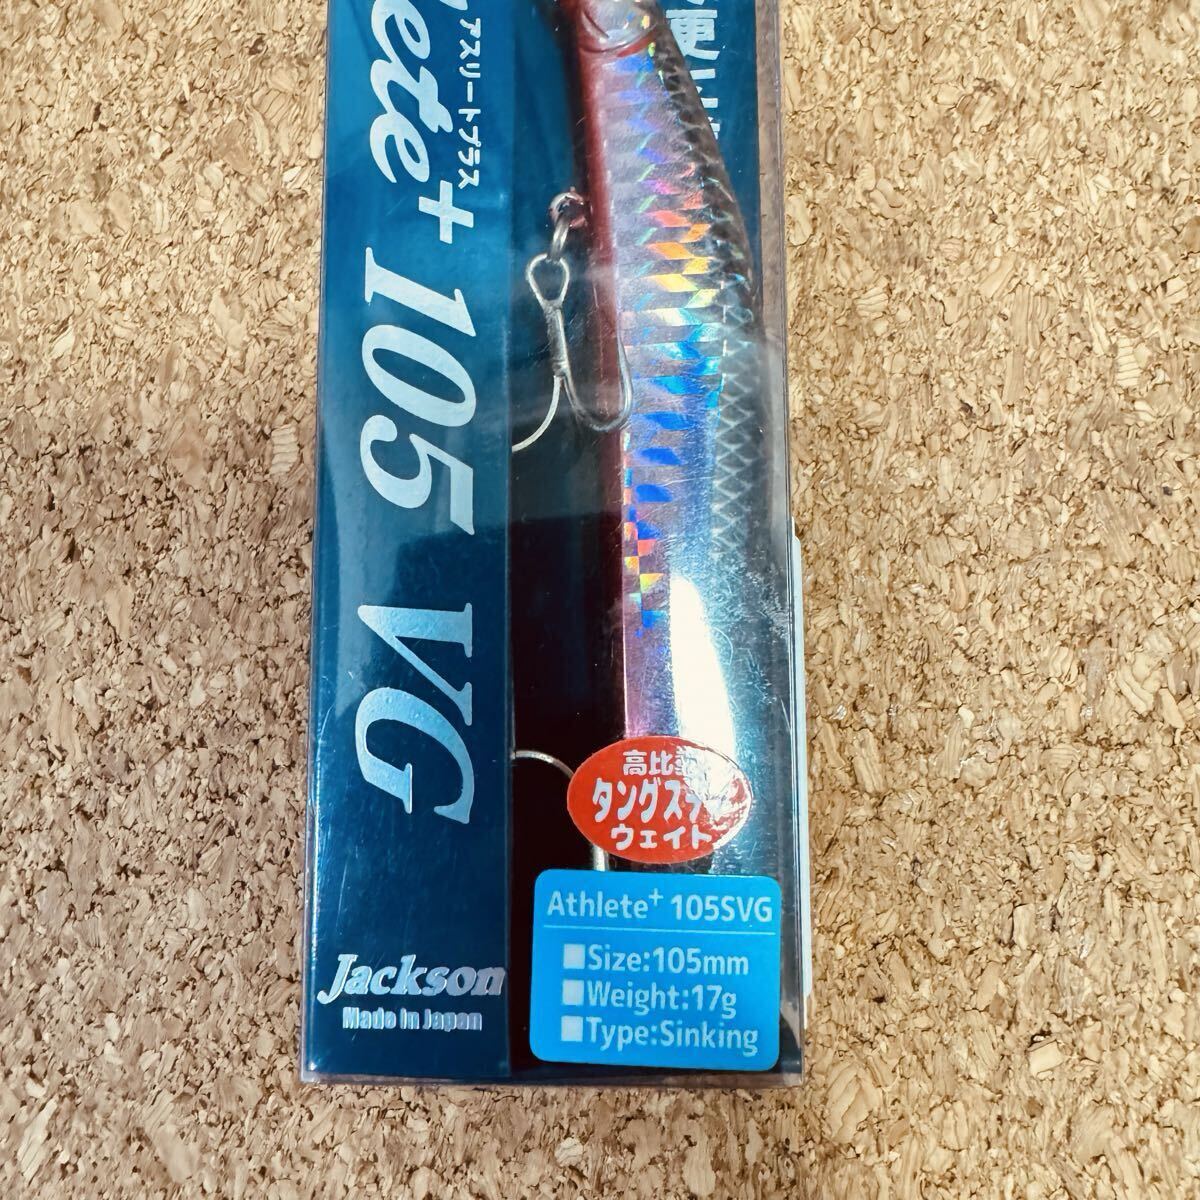 アスリートプラス
ete+ 105 VG
高比重
タングステン
ウェイト
Athlete+ 105SVG
Size:105mm
Weight:17g
Type:Sinking
Jackson
Made in Japan